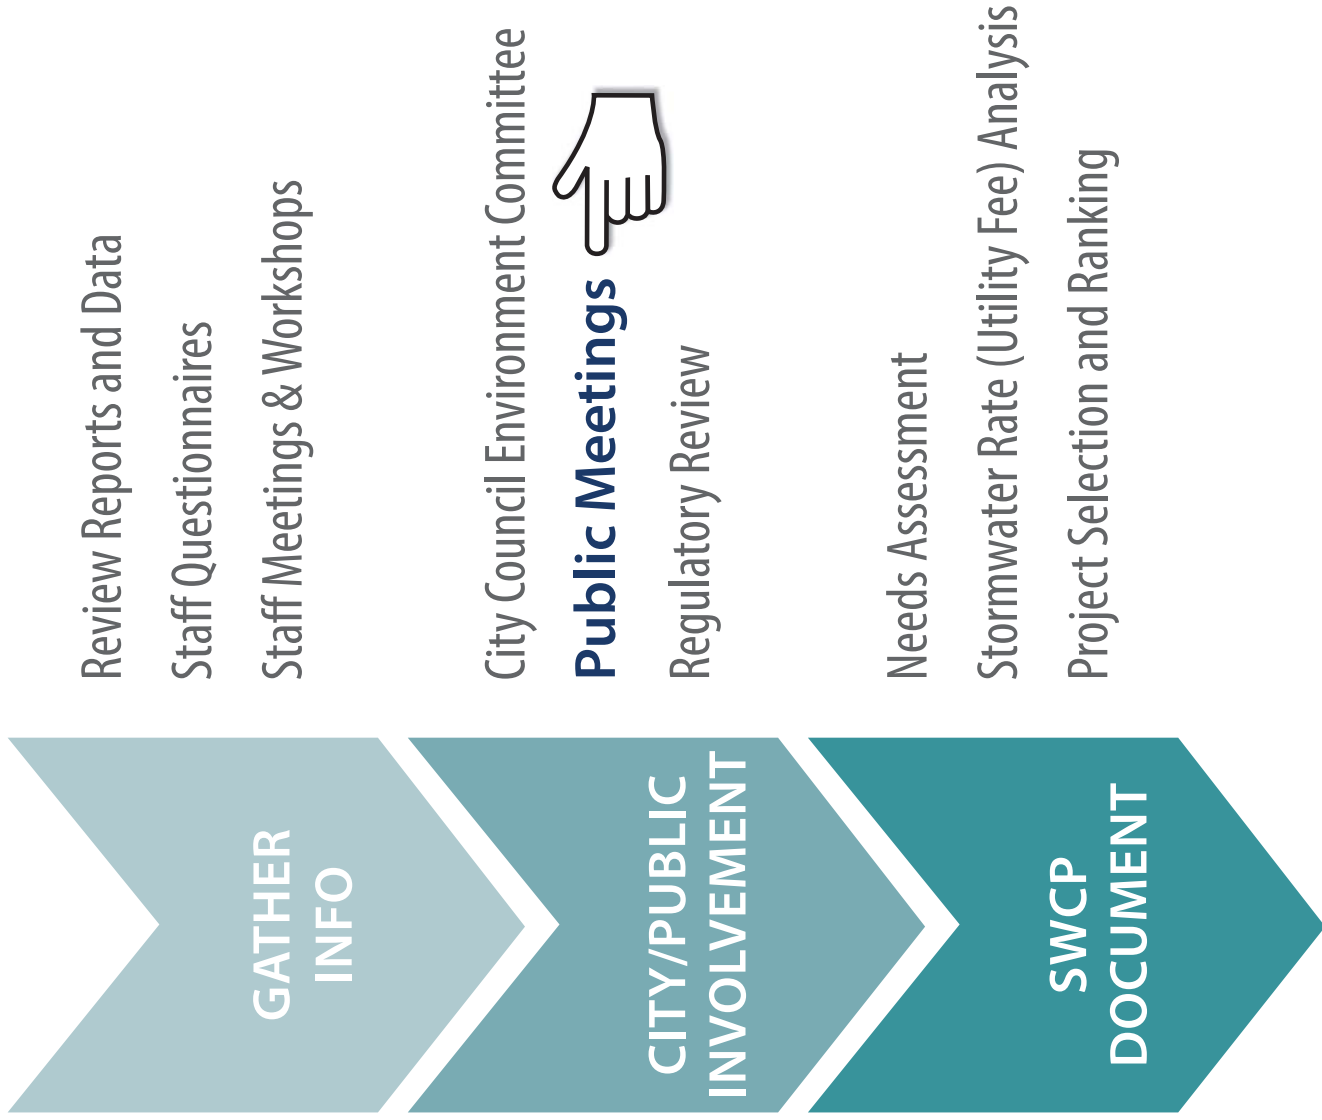 GATHER
INFO
Review Reports and Data
Staff Questionnaires
Staff Meetings & Workshops
CITY/PUBLIC
INVOLVEMENT
City Council Environment Committee
Public Meetings
Regulatory Review
SWCP
DOCUMENT
Needs Assessment
Stormwater Rate (Utility Fee) Analysis
Project Selection and Ranking